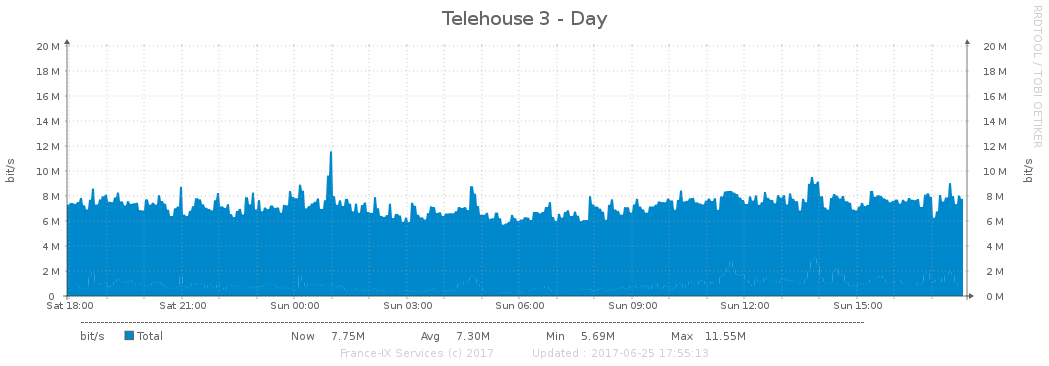 Telehouse 3 - Day
RRDTOOL / TOBI OETIKER
bit/s
bit/s
20 M 20 M
18 M 18 M
16 M 16 M
14 M 14 M
12 M 12 M
10 M 10 M
8 M 8 M
6 M 6 M
4 M 4 M
2 M 2 M
0 0 M
Sat 18:00 Sat 21:00 Sun 00:00 Sun 03:00 Sun 06:00 Sun 09:00 Sun 12:00 Sun 15:00
bit/s Total Now 7.75M Avg 7.30M Min 5.69M Max 11.55M
France-IX Services (c) 2017 Updated : 2017-06-25 17:55:13